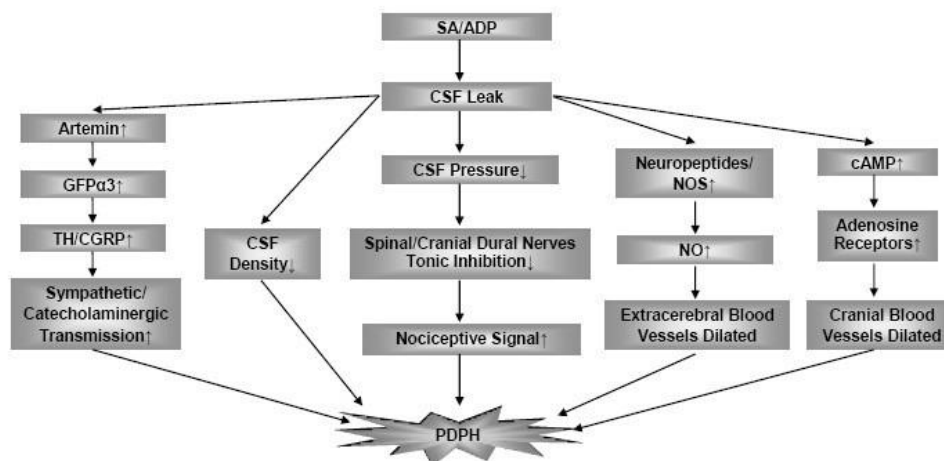 SA/ADP
CSF Leak
Artemin↑
GFPα3↑
TH/CGRP↑
Sympathetic/
Catecholaminergic
Transmission↑
CSF
Density↓
CSF Pressure↓
Spinal/Cranial Dural Nerves
Tonic Inhibition↓
Nociceptive Signal↑
Neuropeptides/
NOS↑
NO↑
Extracerebral Blood
Vessels Dilated
cAMP↑
Adenosine
Receptors↑
Cranial Blood
Vessels Dilated
PDPH